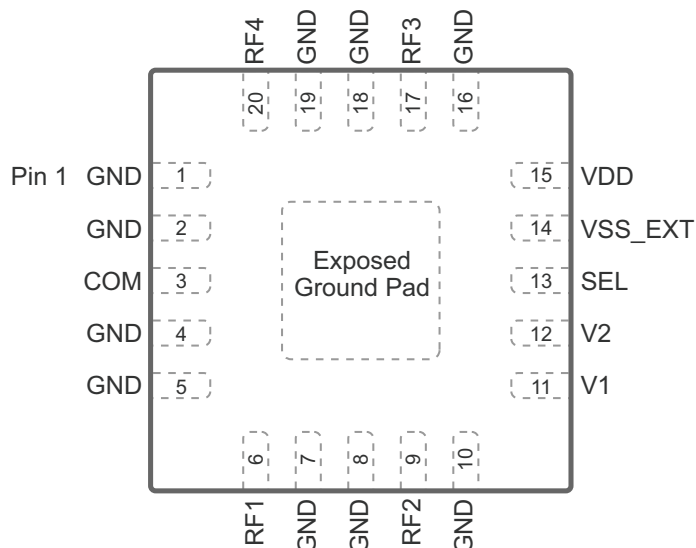 RF4
GND
GND
RF3
GND
20
19
18
17
16
Pin 1 GND 1
15 VDD
GND 2
14 VSS_EXT
Exposed
Ground Pad
COM 3
13 SEL
GND 4
12 V2
GND 5
11 V1
6
7
8
9
10
RF1
GND
GND
RF2
GND